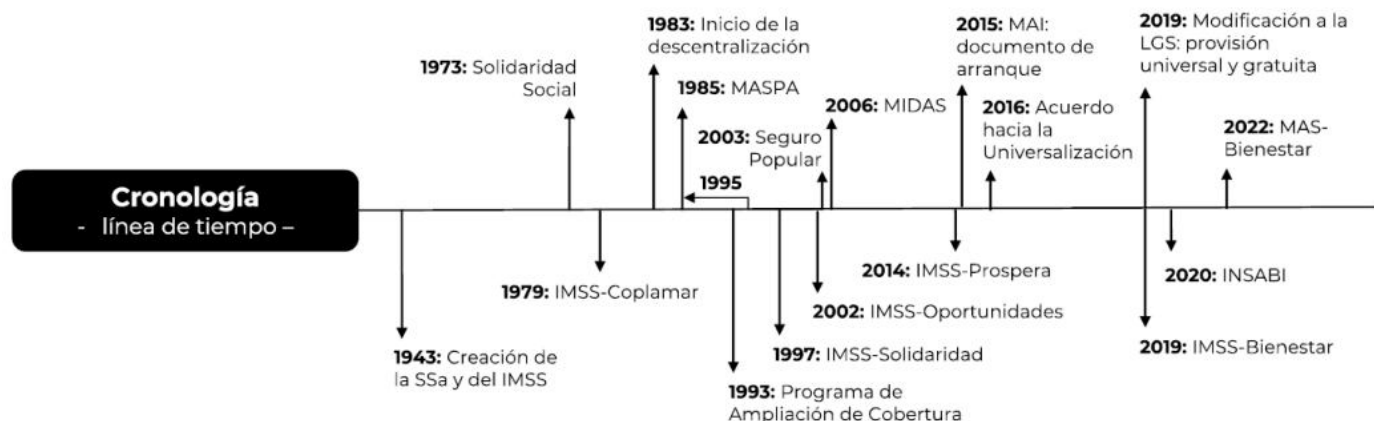 Cronología
- línea de tiempo –
1943: Creación de
la SSa y del IMSS
1973: Solidaridad
Social
1979: IMSS-Coplamar
1983: Inicio de la
descentralización
1985: MASPA
1995
1993: Programa de
Ampliación de Cobertura
1997: IMSS-Solidaridad
2002: IMSS-Oportunidades
2003: Seguro
Popular
2006: MIDAS
2014: IMSS-Prospera
2015: MAI:
documento de
arranque
2016: Acuerdo
hacia la
Universalización
2019: Modificación a la
LGS: provisión
universal y gratuita
2019: IMSS-Bienestar
2020: INSABI
2022: MAS-
Bienestar